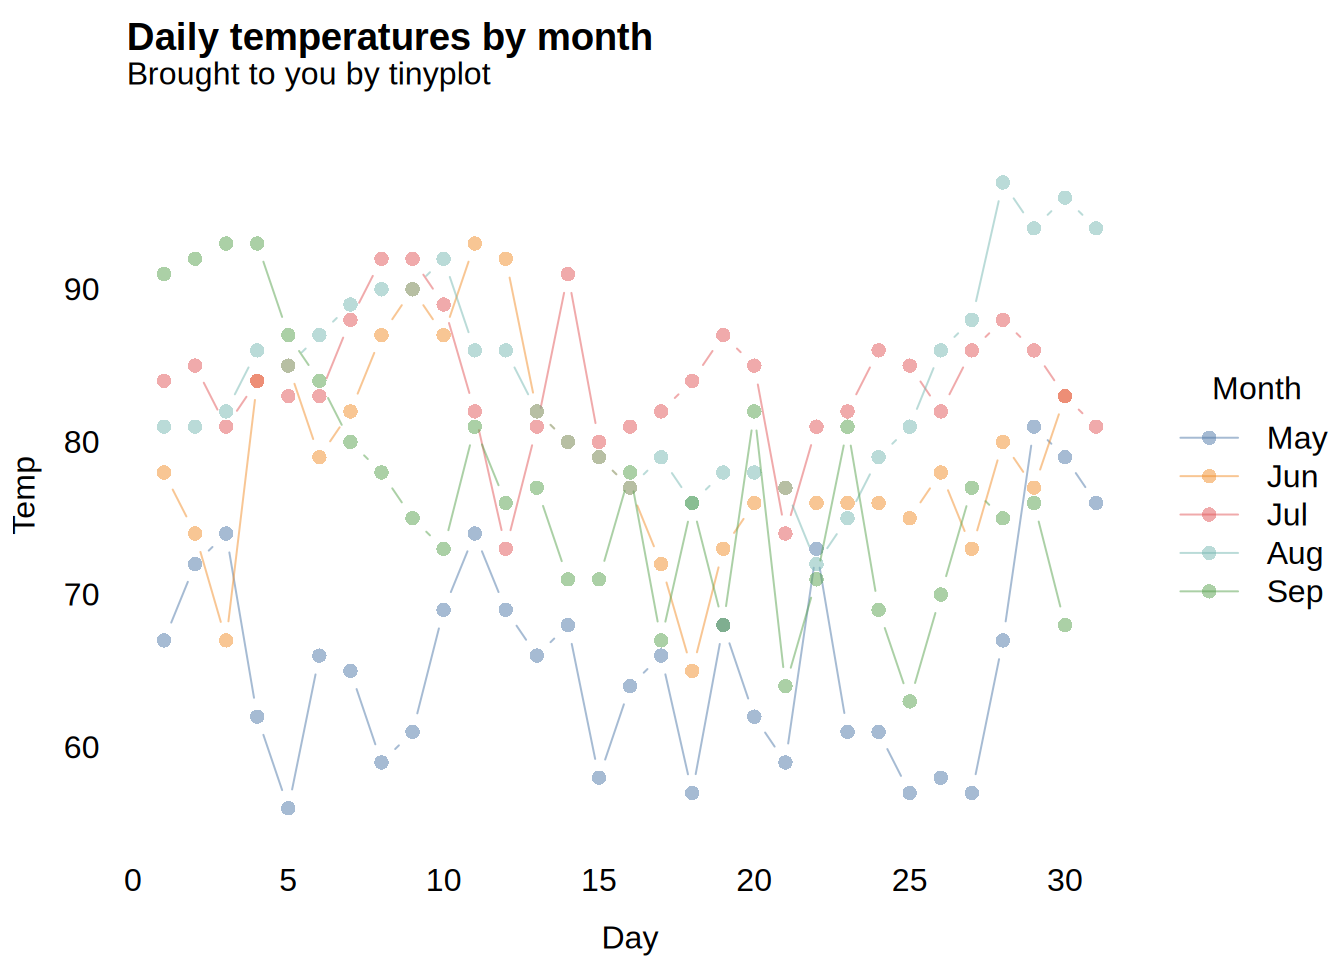 Daily temperatures by month
Brought to you by tinyplot
90
80
70
60
Temp
0 5 10 15 20 25 30
Day
Month
May
Jun
Jul
Aug
Sep